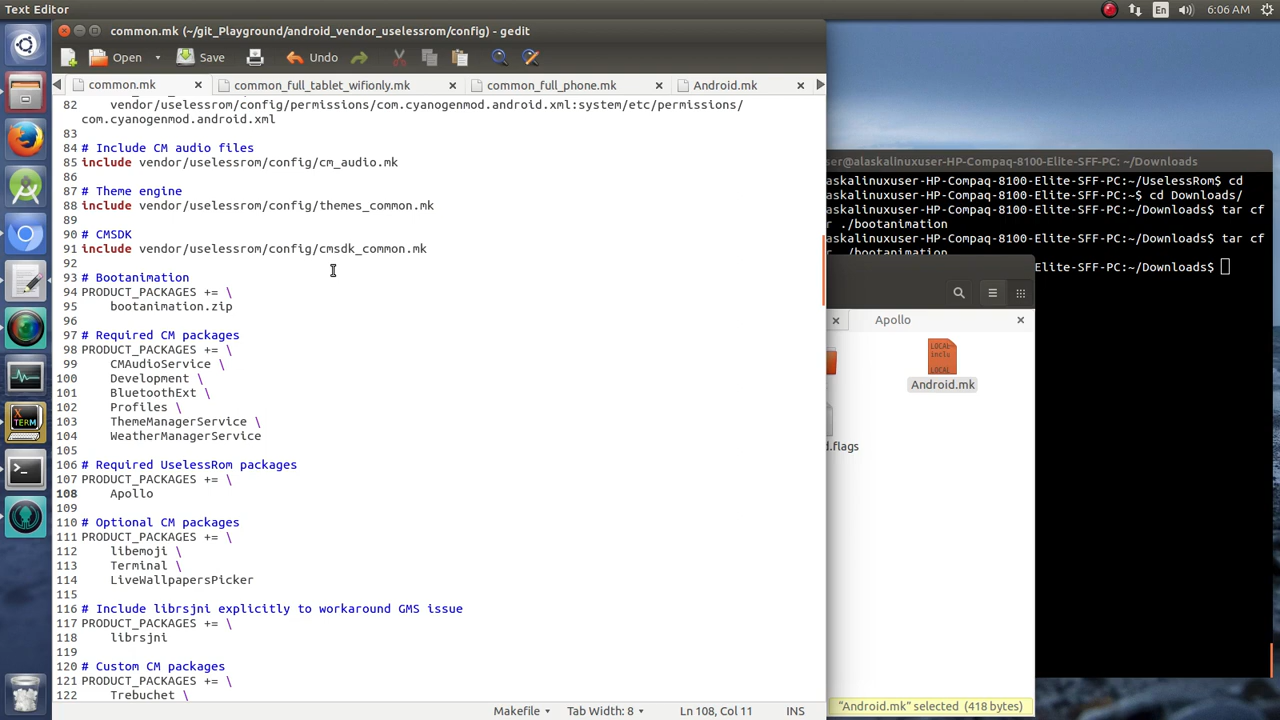 Text Editor
En
6:06 AM
common.mk (~/git_Playground/android_vendor_uselessrom/config) - gedit
Open
Save
Undo
common.mk
common_full_tablet_wifionly.mk
common_full_phone.mk
Android.mk
82 vendor/uselessrom/config/permissions/com.cyanogenmod.android.xml:system/etc/permissions/
com.cyanogenmod.android.xml
83
84 # Include CM audio files
85 include vendor/uselessrom/config/cm_audio.mk
86
87 # Theme engine
88 include vendor/uselessrom/config/themes_common.mk
89
90 # CMSDK
91 include vendor/uselessrom/config/cmsdk_common.mk
92
93 # Bootanimation
94 PRODUCT_PACKAGES += \
95 bootanimation.zip
96
97 # Required CM packages
98 PRODUCT_PACKAGES += \
99 CMAudioService \
100 Development \
101 BluetoothExt \
102 Profiles \
103 ThemeManagerService \
104 WeatherManagerService
105
106 # Required UselessRom packages
107 PRODUCT_PACKAGES += \
108 Apollo
109
110 # Optional CM packages
111 PRODUCT_PACKAGES += \
112 libemoji \
113 Terminal \
114 LiveWallpapersPicker
115
116 # Include librsjni explicitly to workaround GMS issue
117 PRODUCT_PACKAGES += \
118 librsjni
119
120 # Custom CM packages
121 PRODUCT_PACKAGES += \
122 Trebuchet \
Makefile
Tab Width: 8
Ln 108, Col 11
INS
ser@alaskalinuxuser-HP-Compaq-8100-Elite-SFF-PC: ~/Downloads
askalinuxuser-HP-Compaq-8100-Elite-SFF-PC:~/UselessRom$ cd
askalinuxuser-HP-Compaq-8100-Elite-SFF-PC:~$ cd Downloads/
askalinuxuser-HP-Compaq-8100-Elite-SFF-PC:~/Downloads$ tar cf
r ./bootanimation
askalinuxuser-HP-Compaq-8100-Elite-SFF-PC:~/Downloads$ tar cf
r ./bootanimation
-Elite-SFF-PC:~/Downloads$
Apollo
LOCAL
inclu
LOCAL
Android.mk
d.flags
"Android.mk" selected (418 bytes)
X
TERM